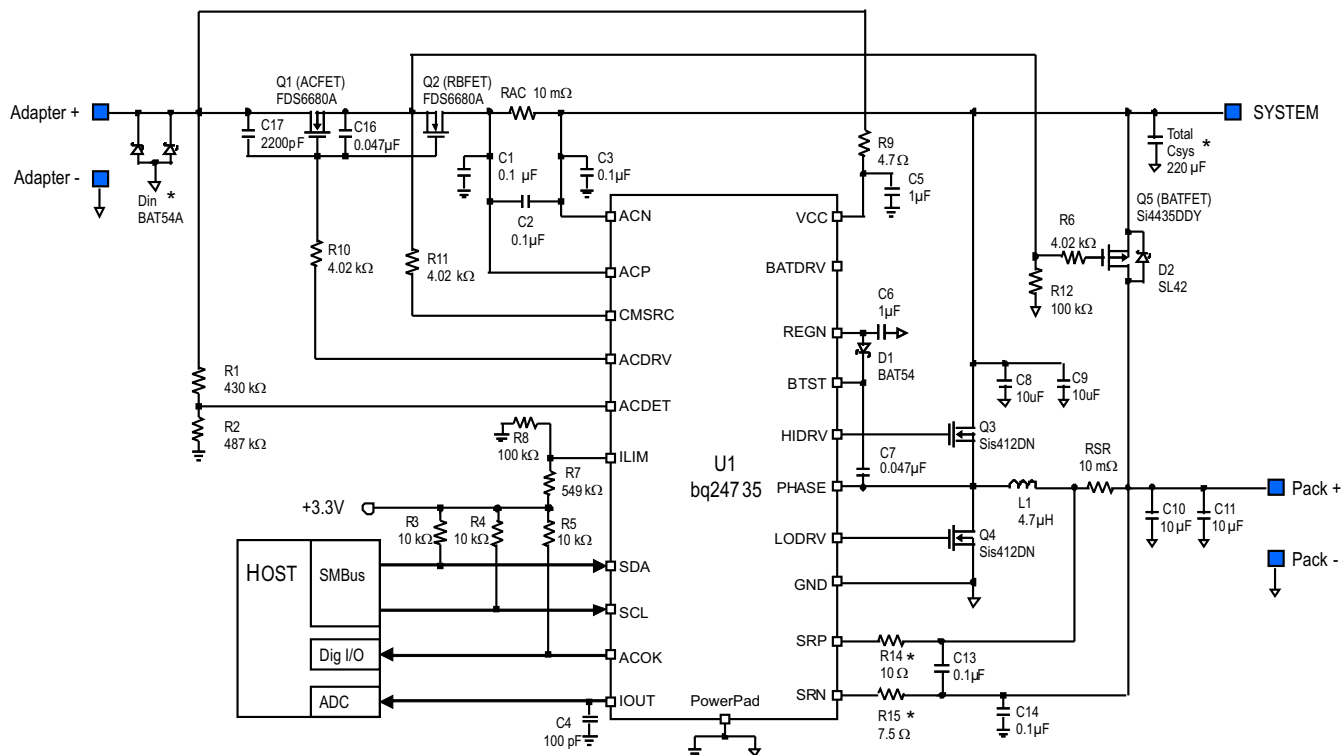 Q1 (ACFET)
FDS6680A
Q2 (RBFET)
FDS6680A
RAC 10 mΩ
Adapter +
SYSTEM
C17
2200pF
C16
0.047µF
R9
4.7 Ω
Total
Csys *
220 µF
Adapter -
Din *
BAT54A
C1
0.1 µF
C3
0.1µF
C5
1µF
C2
0.1µF
Q5 (BATFET)
Si4435DDY
R10
4.02 kΩ
R11
4.02 kΩ
R6
4.02 kΩ
D2
SL42
R12
100 kΩ
ACN
VCC
ACP
BATDRV
CMSRC
REGN
C6
1µF
D1
BAT54
ACDRV
BTST
R1
430 kΩ
C8
10uF
C9
10uF
ACDET
R2
487 kΩ
HIDRV
Q3
Sis412DN
R8
100 kΩ
ILIM
U1
bq24735
C7
0.047µF
RSR
10 mΩ
R7
549 kΩ
PHASE
Pack +
L1
4.7µH
C10
10 µF
C11
10 µF
+3.3V
R3
10 kΩ
R4
10 kΩ
R5
10 kΩ
LODRV
Q4
Sis412DN
HOST
SMBus
SDA
GND
Pack -
SCL
Dig I/O
ACOK
SRP
R14 *
10 Ω
C13
0.1µF
ADC
IOUT
PowerPad
SRN
C4
100 pF
R15 *
7.5 Ω
C14
0.1µF